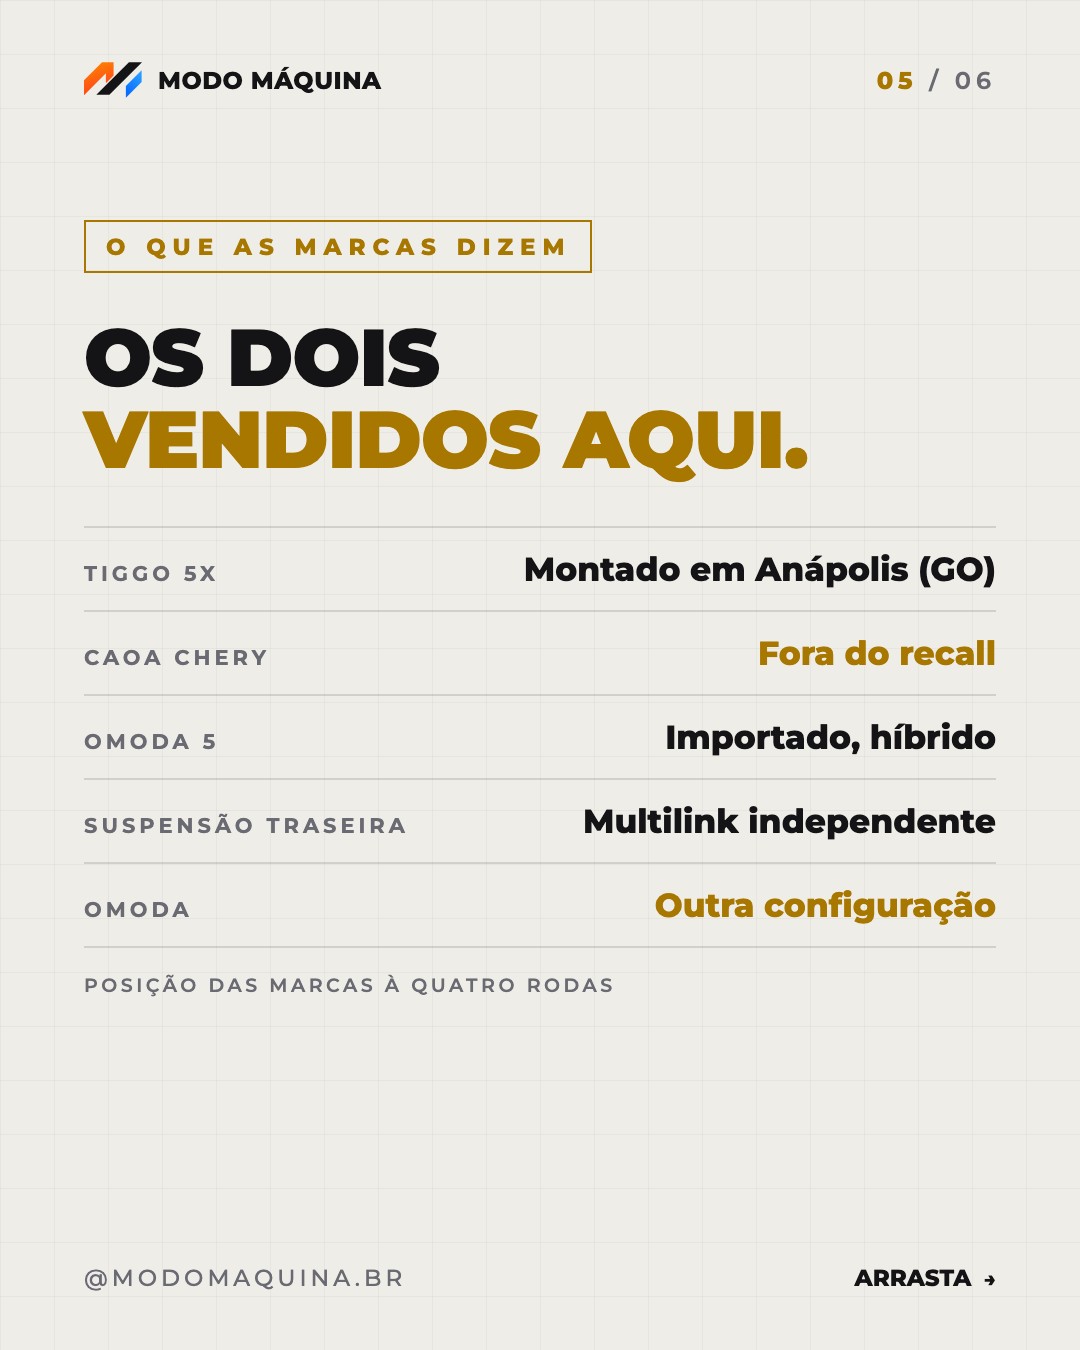 MODO MÁQUINA
05 / 06
O QUE AS MARCAS DIZEM
OS DOIS
VENDIDOS AQUI.
TIGGO 5X Montado em Anápolis (GO)
CAOA CHERY Fora do recall
OMODA 5 Importado, híbrido
SUSPENSÃO TRASEIRA Multilink independente
OMODA Outra configuração
POSIÇÃO DAS MARCAS À QUATRO RODAS
@MODOMAQUINA.BR
ARRASTA →